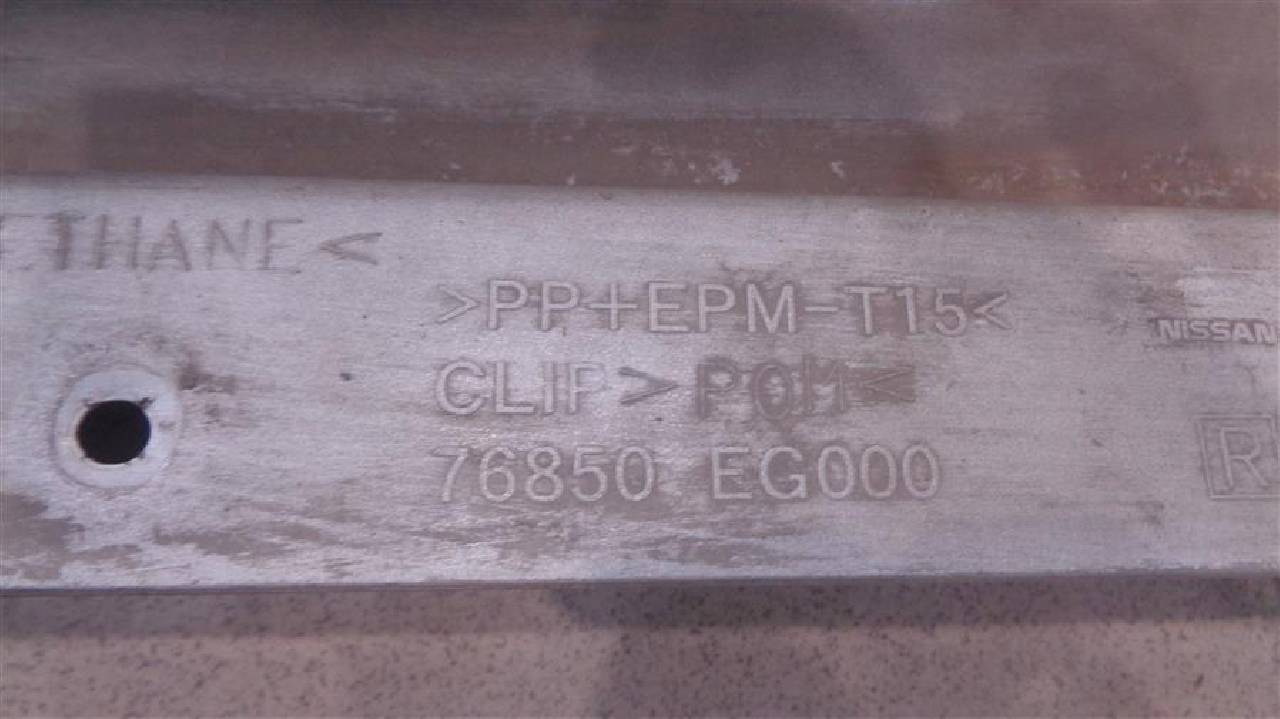 ETHANE<
>PP+EPM-T15<
NISSAN
CLIP>POM<
76850 EG000
R